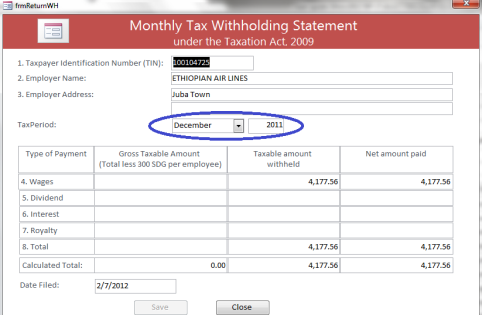 frmReturnWH
Monthly Tax Withholding Statement
under the Taxation Act, 2009
1. Taxpayer Identification Number (TIN): 100104725
2. Employer Name: ETHIOPIAN AIR LINES
3. Employer Address: Juba Town
TaxPeriod: December 2011
Type of Payment Gross Taxable Amount Taxable amount Net amount paid
(Total less 300 SDG per employee) withheld
4. Wages 4,177.56 4,177.56
5. Dividend
6. Interest
7. Royalty
8. Total 4,177.56 4,177.56
Calculated Total: 0.00 4,177.56 4,177.56
Date Filed: 2/7/2012
Save Close